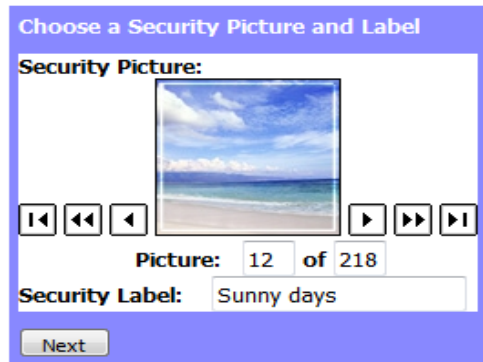 Choose a Security Picture and Label
Security Picture:
Picture: 12 of 218
Security Label: Sunny days
Next